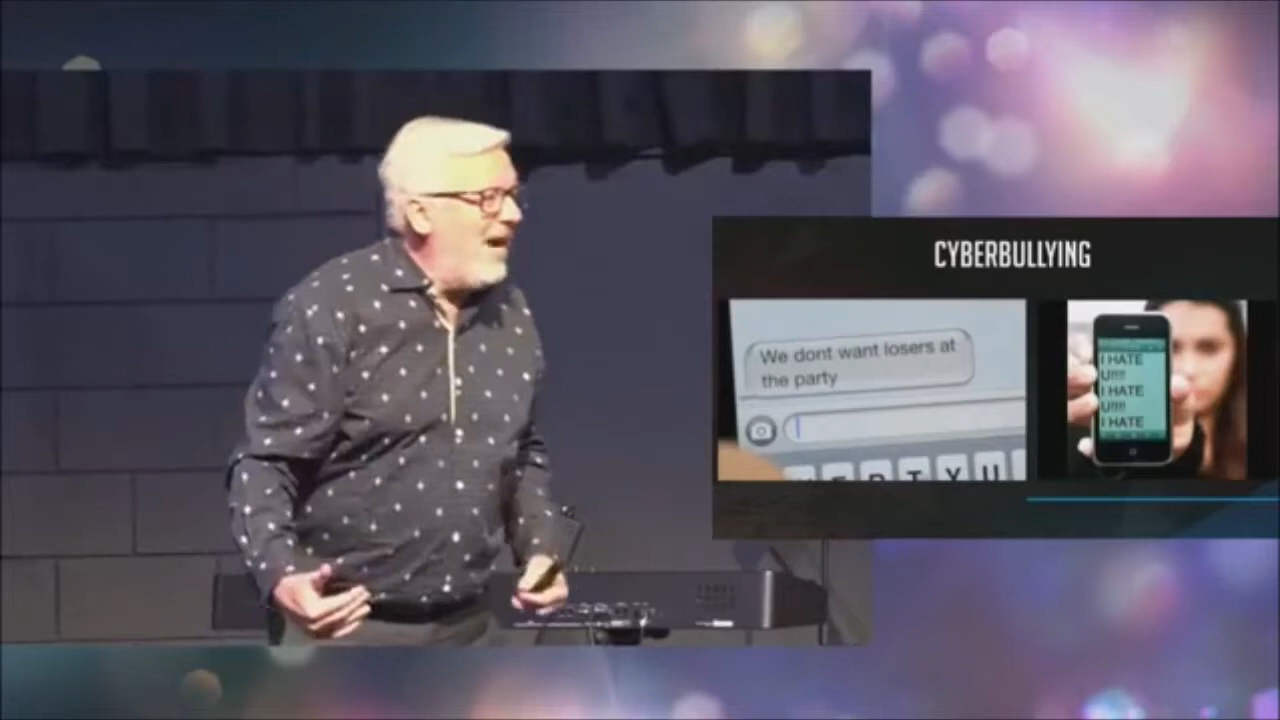 CYBERBULLYING
We dont want losers at
the party
I HATE
U!!!!
I HATE
U!!!!
I HATE
T Y U